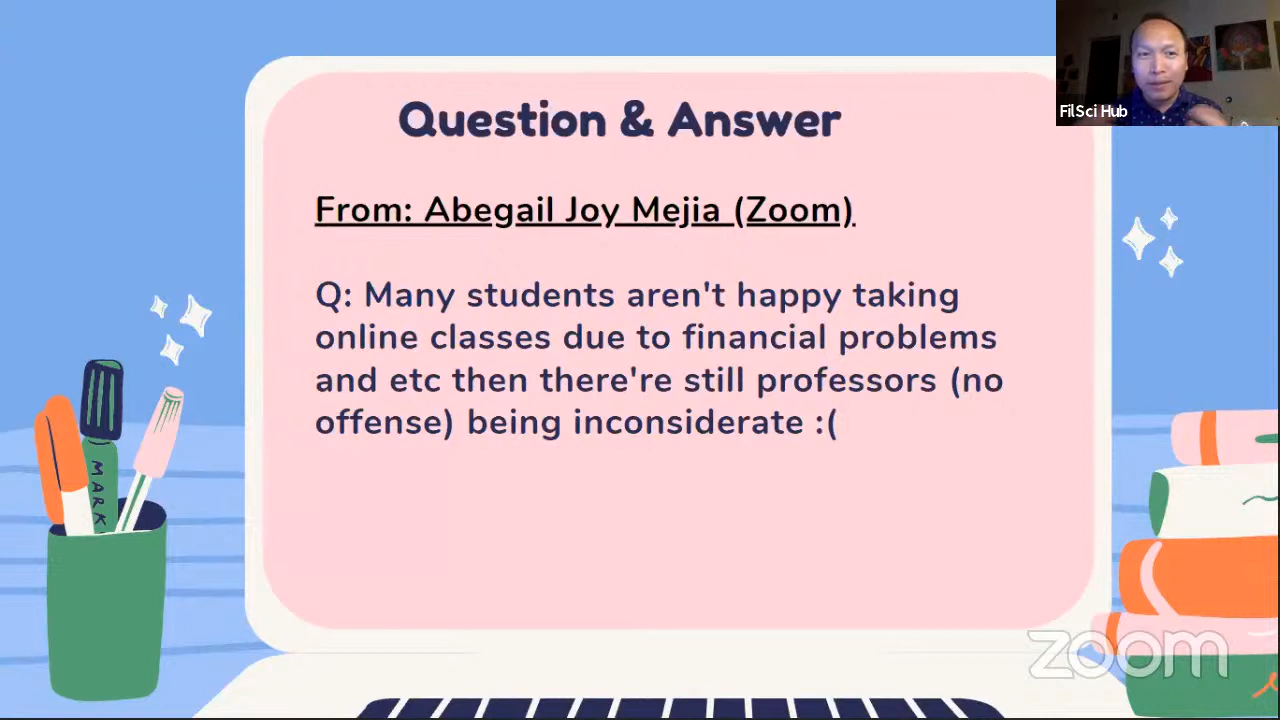 Question & Answer
FilSci Hub
From: Abegail Joy Mejia (Zoom)
Q: Many students aren't happy taking
online classes due to financial problems
and etc then there're still professors (no
offense) being inconsiderate :(
MARK
zoom